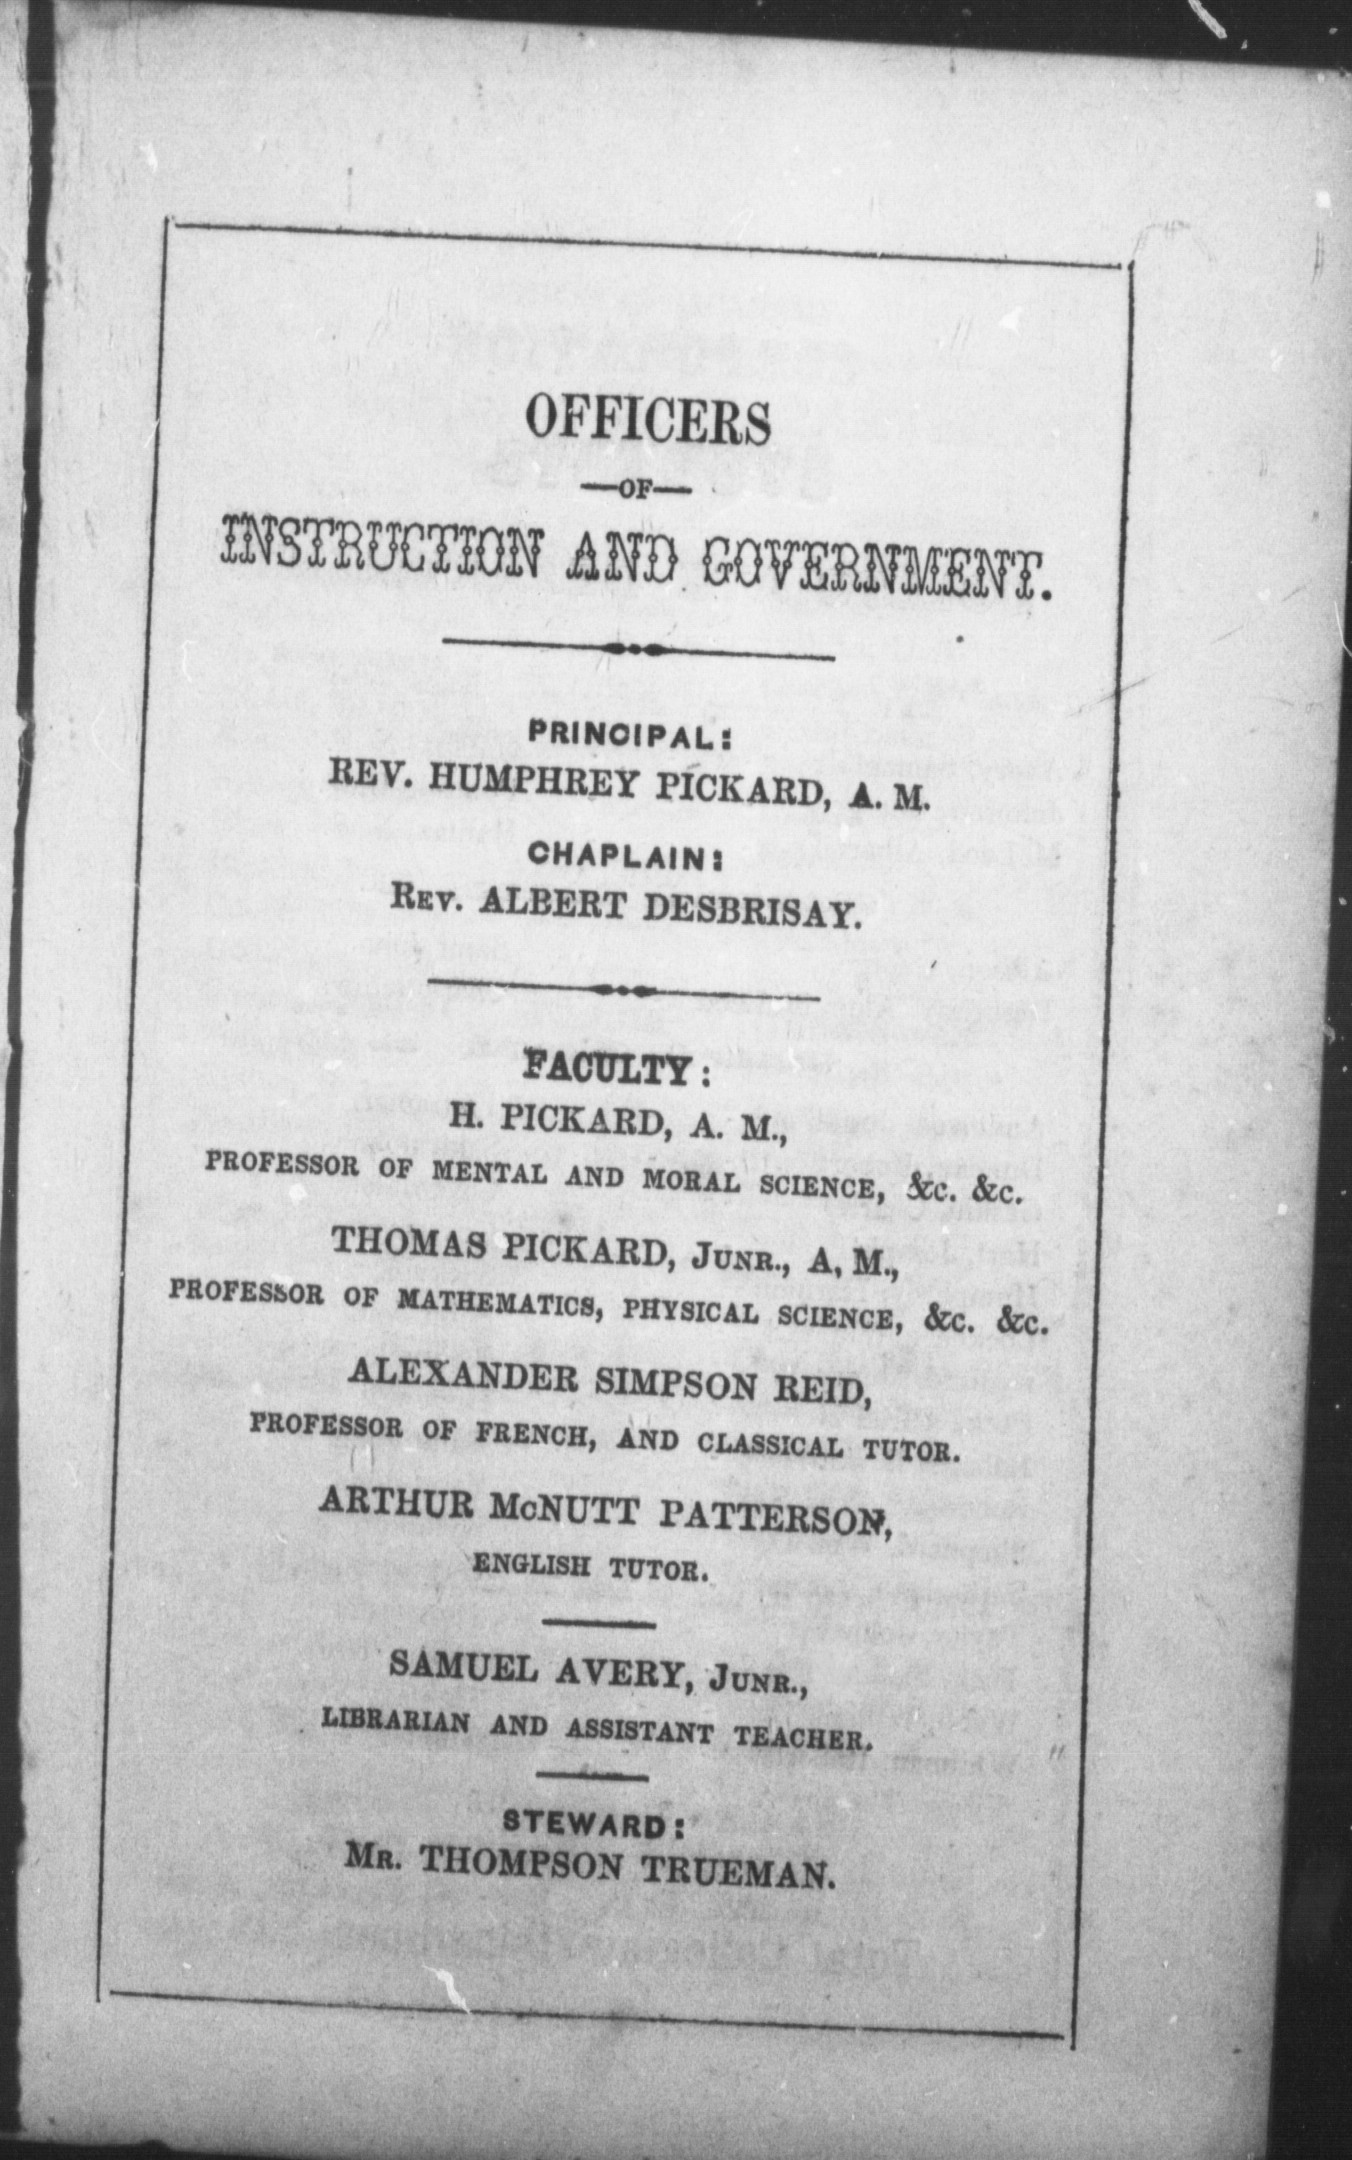 OFFICERS
—OF—
INSTRUCTION AND GOVERNMENT.
PRINCIPAL:
REV. HUMPHREY PICKARD, A. M.
CHAPLAIN:
REV. ALBERT DESBRISAY.
FACULTY:
H. PICKARD, A. M.,
PROFESSOR OF MENTAL AND MORAL SCIENCE, &C. &C.
THOMAS PICKARD, JUNR., A, M.,
PROFESSOR OF MATHEMATICS, PHYSICAL SCIENCE, &C. &C.
ALEXANDER SIMPSON REID,
PROFESSOR OF FRENCH, AND CLASSICAL TUTOR.
ARTHUR McNUTT PATTERSON,
ENGLISH TUTOR.
SAMUEL AVERY, JUNR.,
LIBRARIAN AND ASSISTANT TEACHER.
STEWARD:
MR. THOMPSON TRUEMAN.